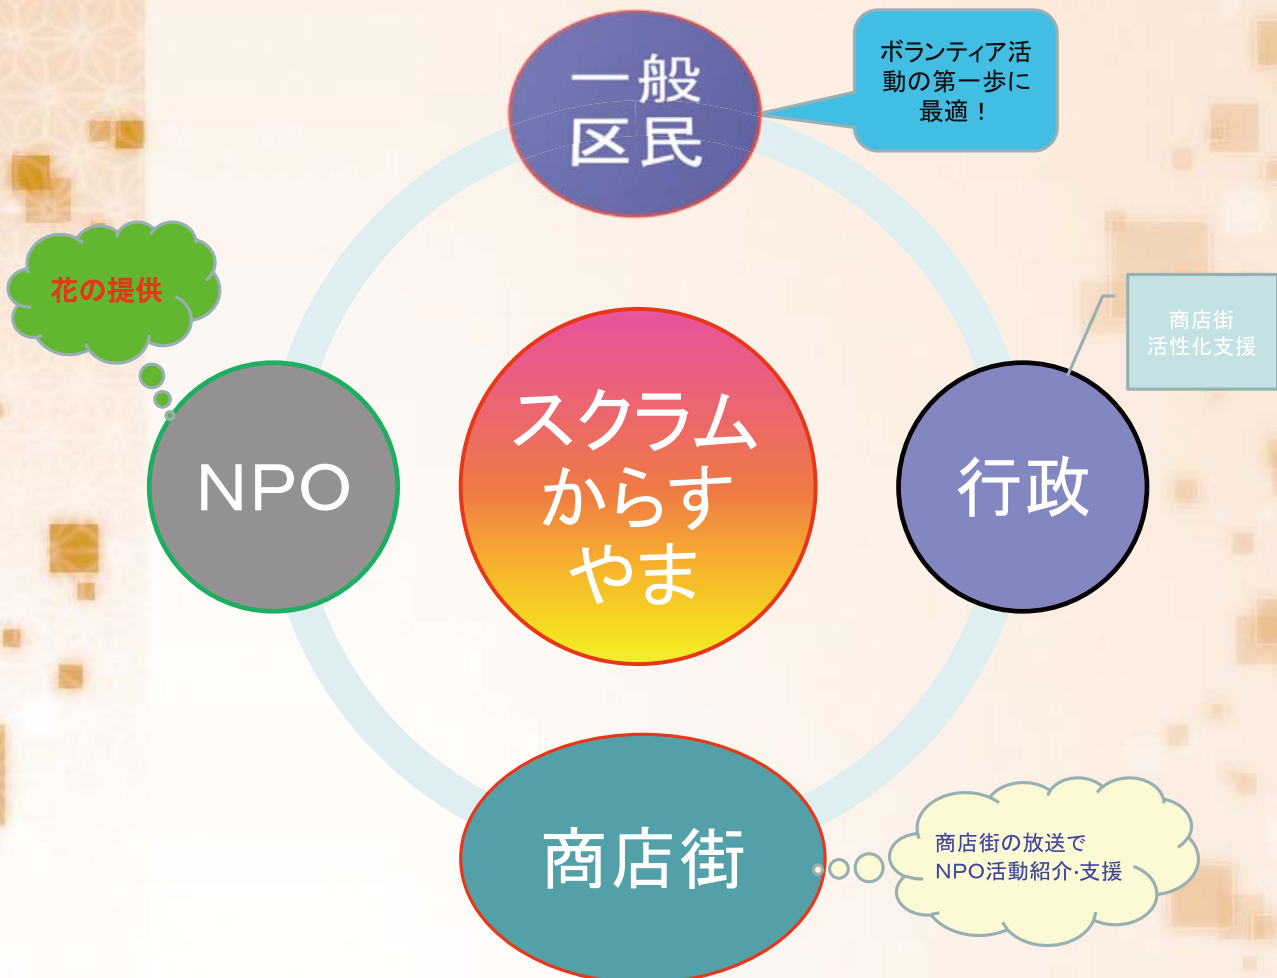 一般
区民
ボランティア活
動の第一歩に
最適！
花の提供
商店街
活性化支援
スクラム
からす
やま
NPO
行政
商店街
商店街の放送で
NPO活動紹介・支援